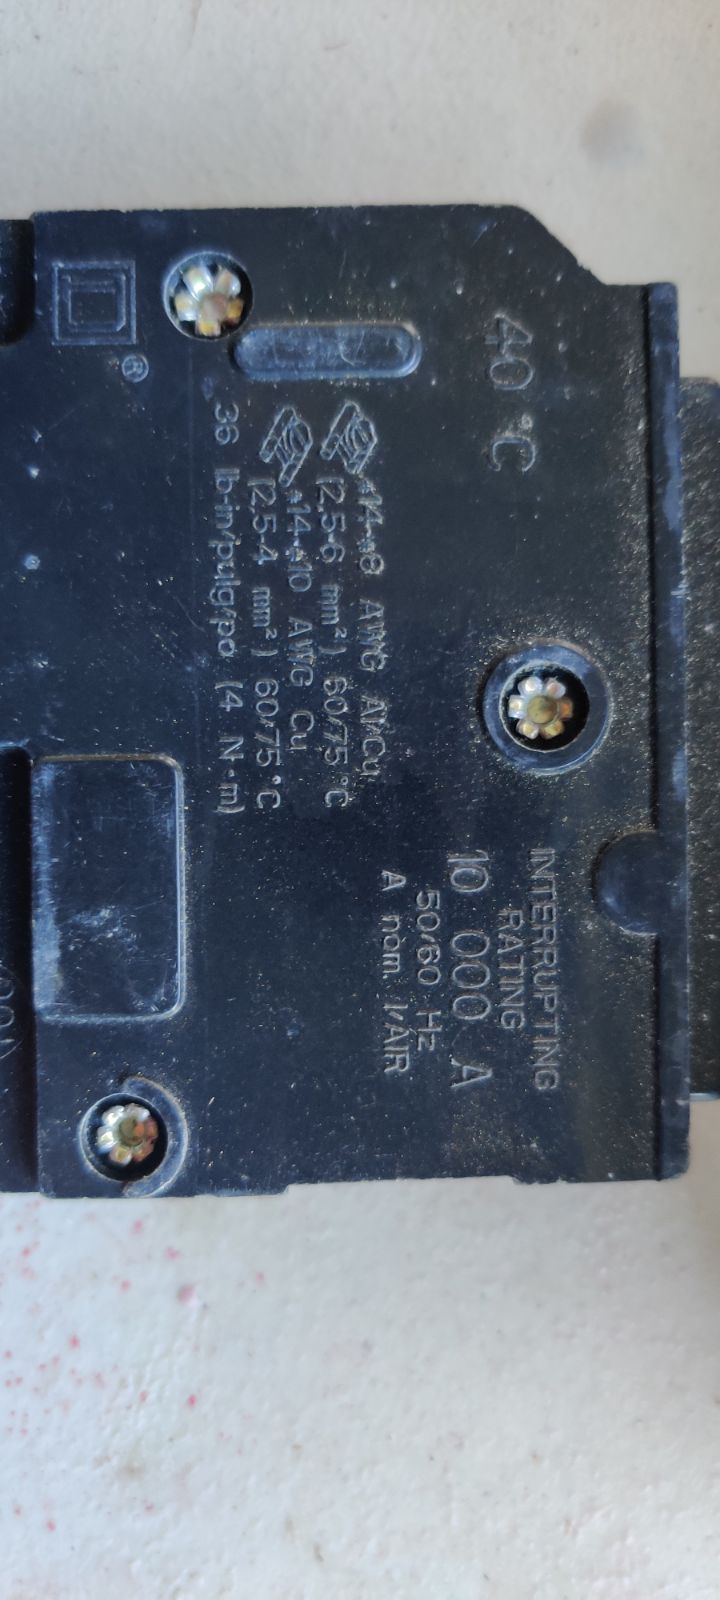 40 °C
INTERRUPTING
RATING
10 000 A
50/60 Hz
A nom. I/AIR
#14-#8 AWG Al/Cu
(2,5-6 mm²) 60/75 °C
#14-#10 AWG Cu
(2,5-4 mm²) 60/75 °C
36 lb-in/pulg/po (4 N·m)
D
®